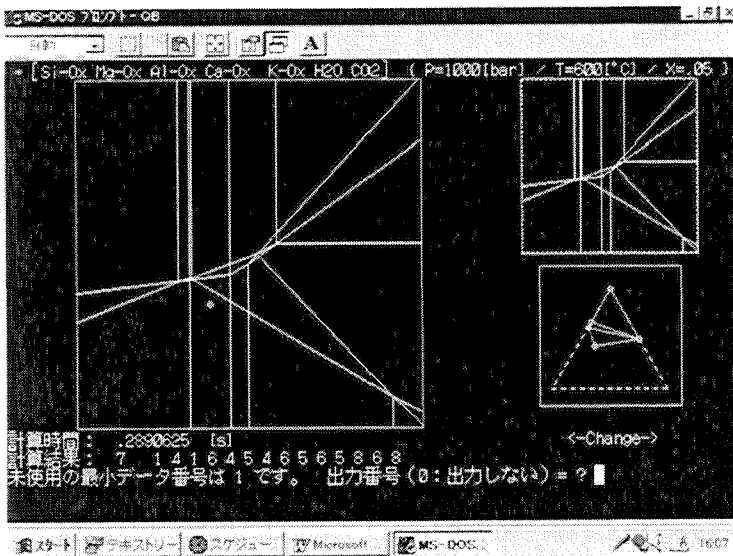 MS-DOS プロンプト - QB
自動
A
[Si-Ox Mg-Ox Al-Ox Ca-Ox K-Ox H2O CO2] ( P=1000[bar] / T=600[°C] / X=.05 )
<-Change->
計算時間: .2890625 [s]
計算結果: 7 1 4 1 6 4 5 4 6 5 6 5 8 6 8
未使用の最小データ番号は 1 です。 出力番号(0:出力しない) = ?
スタート テキストリー スケジュー... Microsoft... MS-DOS... A 16:07